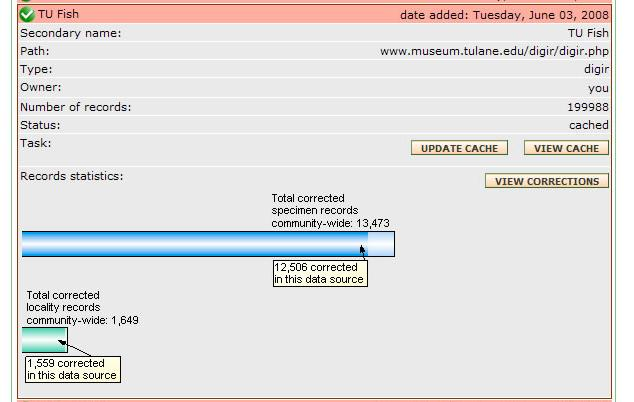 TU Fish date added: Tuesday, June 03, 2008
Secondary name: TU Fish
Path: www.museum.tulane.edu/digir/digir.php
Type: digir
Owner: you
Number of records: 199988
Status: cached
Task: UPDATE CACHE VIEW CACHE
Records statistics: VIEW CORRECTIONS
Total corrected
specimen records
community-wide: 13,473
12,506 corrected
in this data source
Total corrected
locality records
community-wide: 1,649
1,559 corrected
in this data source